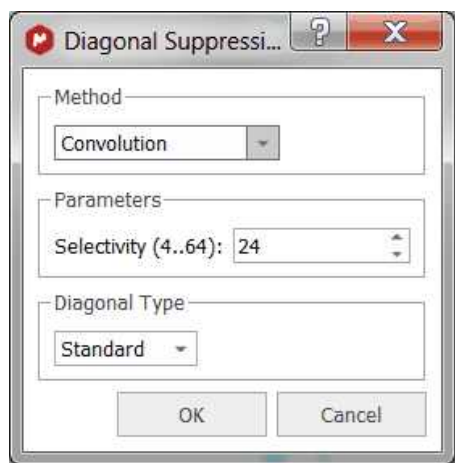 Diagonal Suppressi...
Method
Convolution
Parameters
Selectivity (4..64): 24
Diagonal Type
Standard
OK Cancel